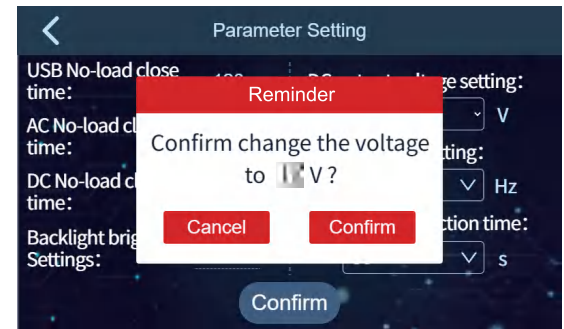 Parameter Setting
USB No-load close
time:
AC No-load cl
time:
DC No-load cl
time:
Backlight brig
Settings:
ge setting:
V
ting:
Hz
ction time:
s
Reminder
Confirm change the voltage
to V ?
Cancel
Confirm
Confirm